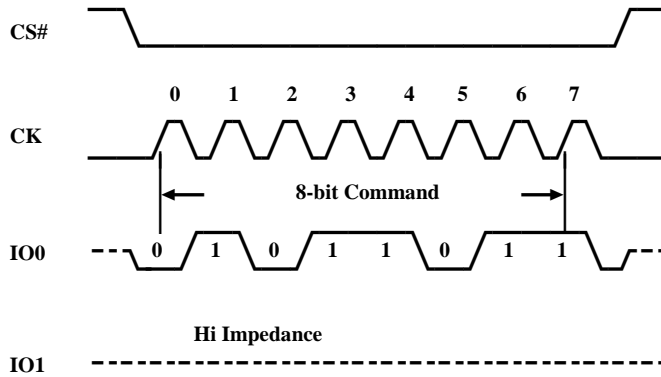 CS#
0 1 2 3 4 5 6 7
CK
8-bit Command
IO0 0 1 0 1 1 0 1 1
Hi Impedance
IO1